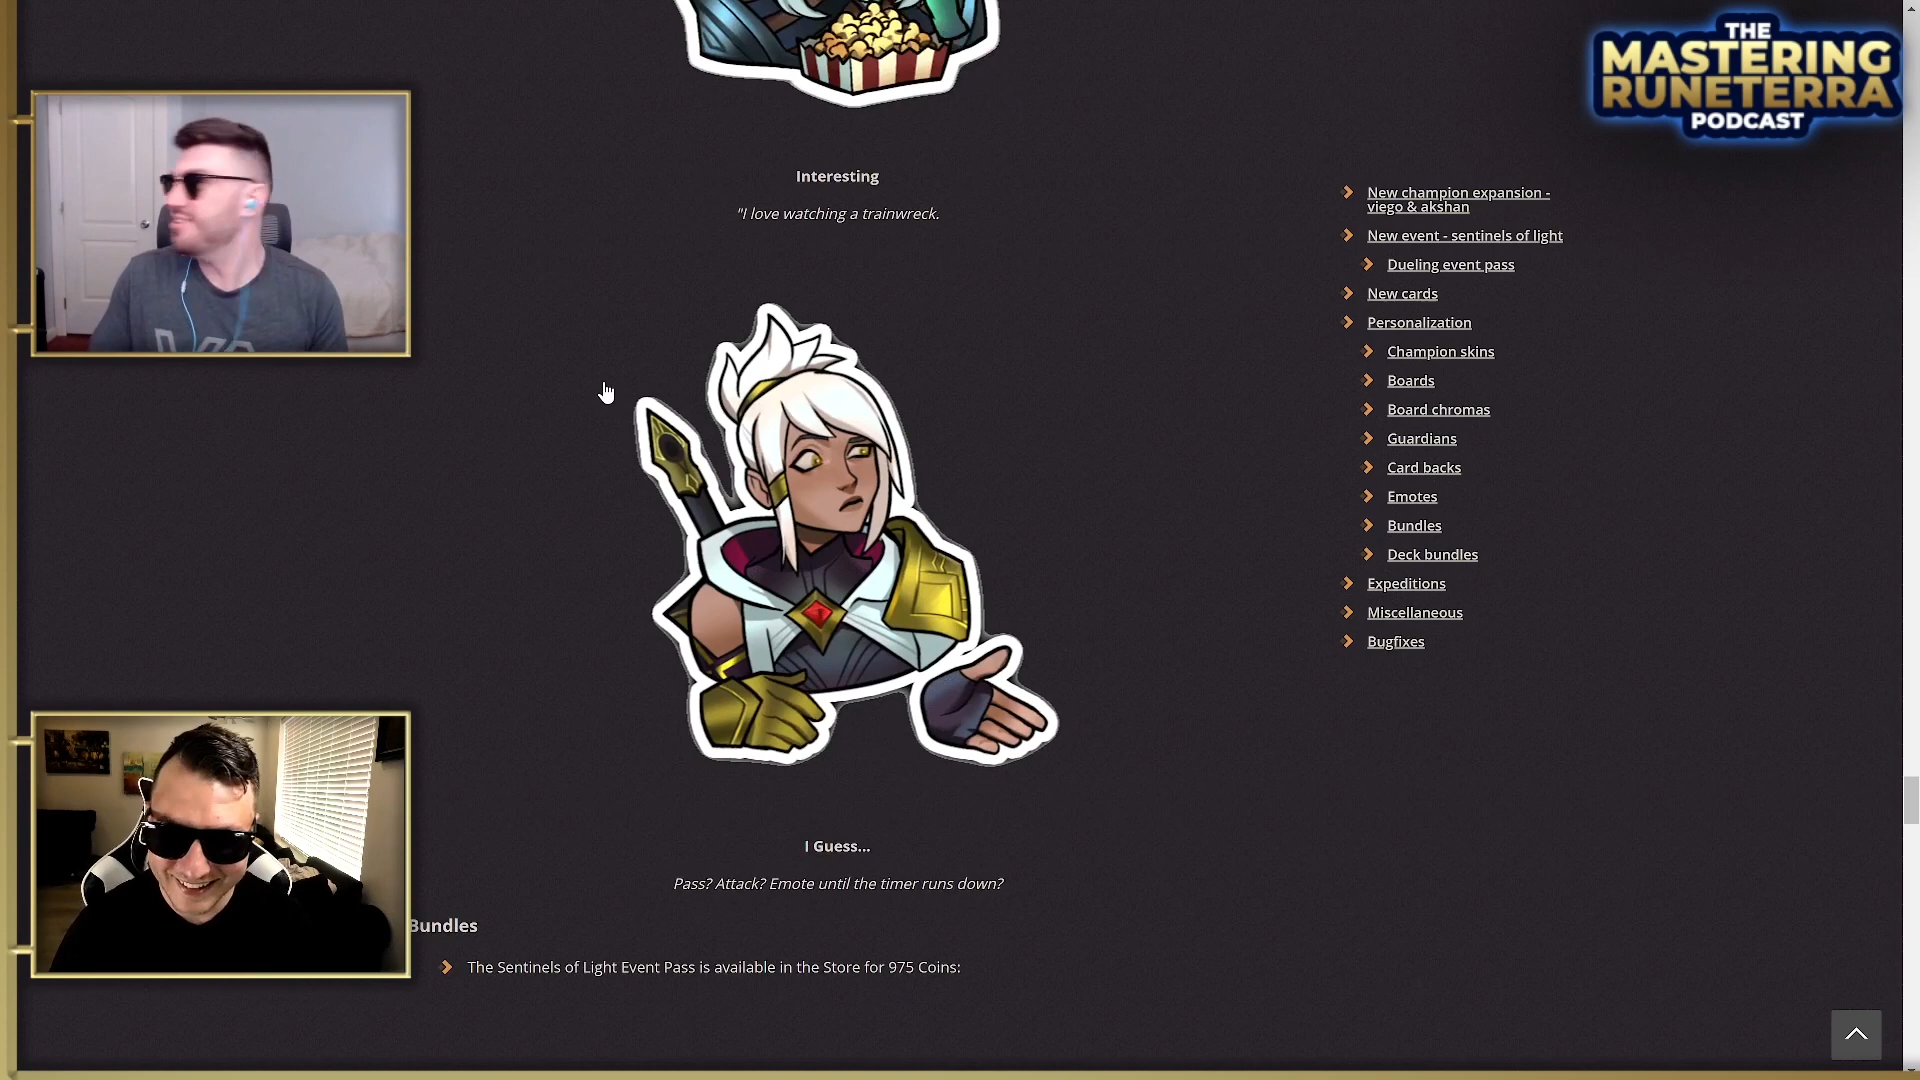 THE
MASTERING
RUNETERRA
PODCAST
Interesting
"I love watching a trainwreck.
New champion expansion -
viego & akshan
New event - sentinels of light
Dueling event pass
New cards
Personalization
Champion skins
Boards
Board chromas
Guardians
Card backs
Emotes
Bundles
Deck bundles
Expeditions
Miscellaneous
Bugfixes
I Guess...
Pass? Attack? Emote until the timer runs down?
Bundles
The Sentinels of Light Event Pass is available in the Store for 975 Coins: